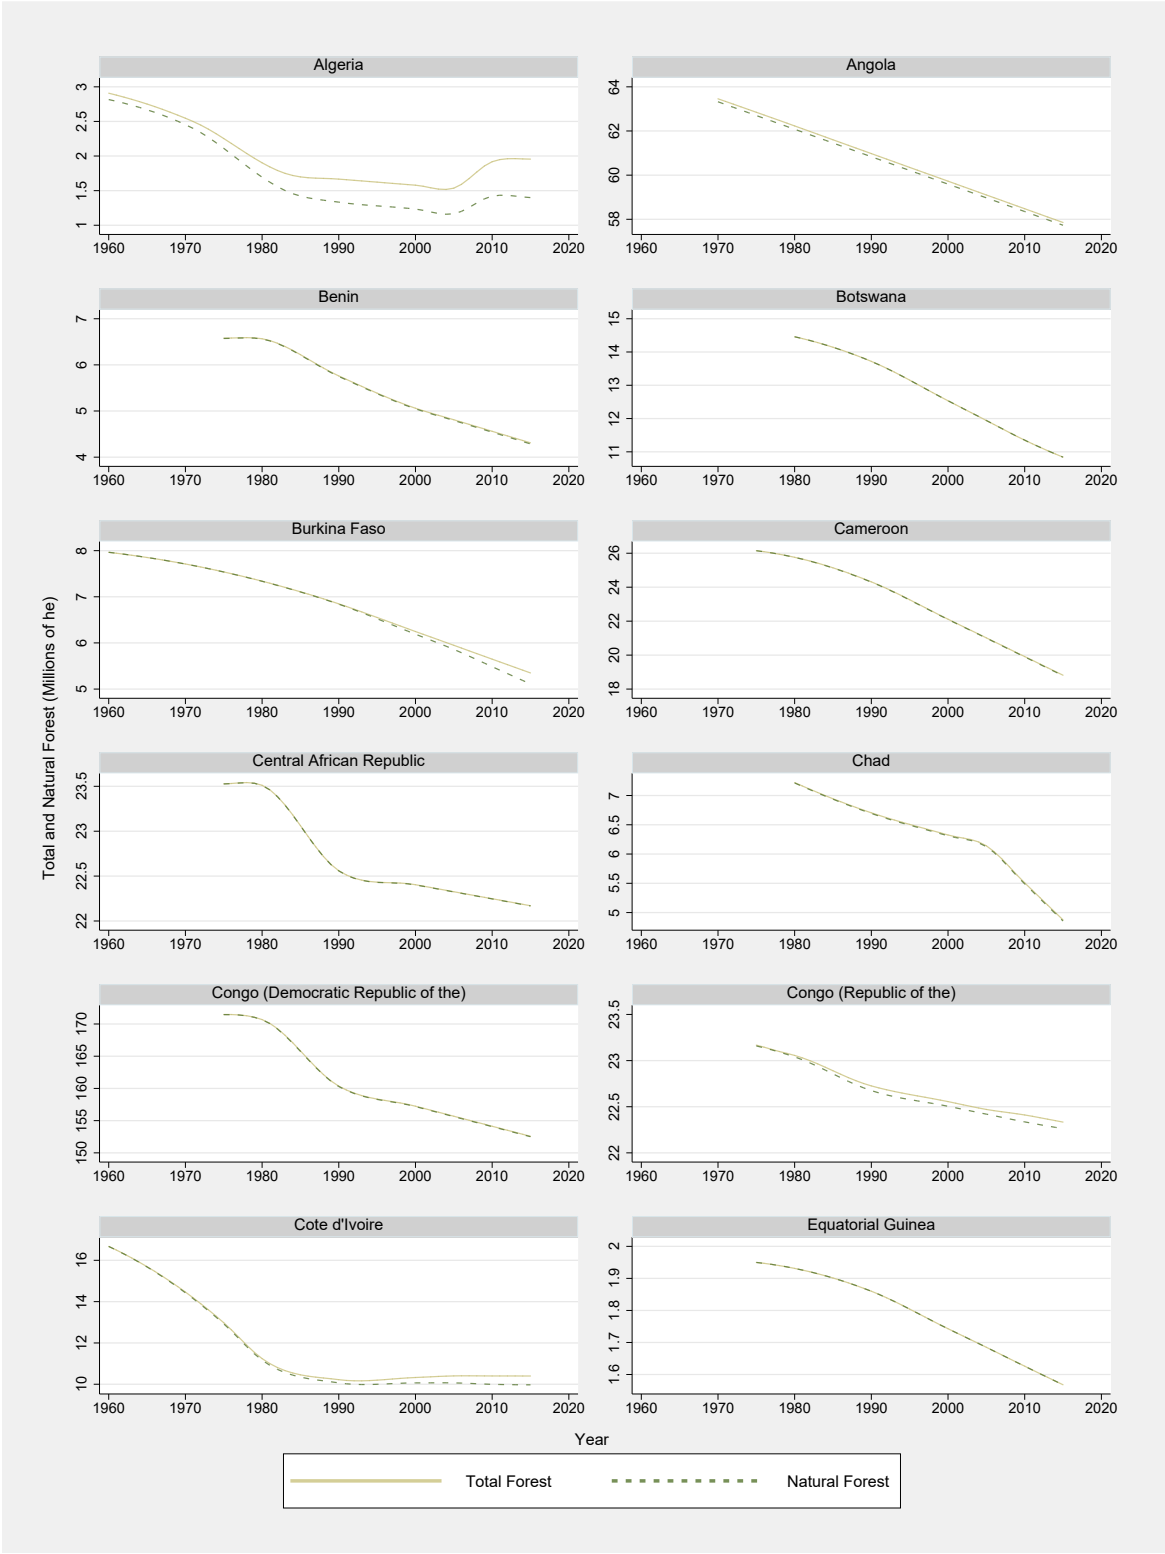 Total and Natural Forest (Millions of he)
Algeria
3
2.5
2
1.5
1
1960 1970 1980 1990 2000 2010 2020
Angola
64
62
60
58
1960 1970 1980 1990 2000 2010 2020
Benin
7
6
5
4
1960 1970 1980 1990 2000 2010 2020
Botswana
15
14
13
12
11
1960 1970 1980 1990 2000 2010 2020
Burkina Faso
8
7
6
5
1960 1970 1980 1990 2000 2010 2020
Cameroon
26
24
22
20
18
1960 1970 1980 1990 2000 2010 2020
Central African Republic
23.5
23
22.5
22
1960 1970 1980 1990 2000 2010 2020
Chad
7
6.5
6
5.5
5
1960 1970 1980 1990 2000 2010 2020
Congo (Democratic Republic of the)
170
165
160
155
150
1960 1970 1980 1990 2000 2010 2020
Congo (Republic of the)
23.5
23
22.5
22
1960 1970 1980 1990 2000 2010 2020
Cote d'Ivoire
16
14
12
10
1960 1970 1980 1990 2000 2010 2020
Equatorial Guinea
2
1.9
1.8
1.7
1.6
1960 1970 1980 1990 2000 2010 2020
Year
Total Forest Natural Forest